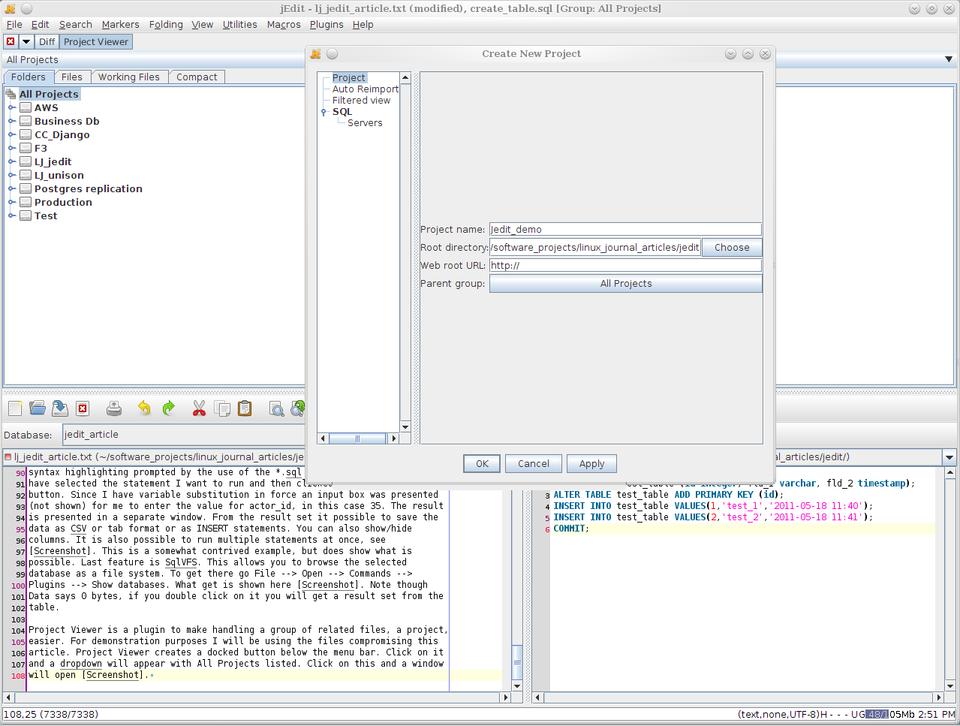 jEdit - lj_jedit_article.txt (modified), create_table.sql [Group: All Projects]
File Edit Search Markers Folding View Utilities Macros Plugins Help
Diff Project Viewer
All Projects
Folders Files Working Files Compact
All Projects
AWS
Business Db
CC_Django
F3
LJ_jedit
LJ_unison
Postgres replication
Production
Test
Create New Project
Project
Auto Reimport
Filtered view
SQL
Servers
Project name: Jedit_demo
Root directory: /software_projects/linux_journal_articles/jedit Choose
Web root URL: http://
Parent group: All Projects
OK Cancel Apply
Database: jedit_article
lj_jedit_article.txt (~/software_projects/linux_journal_articles/je
90 syntax highlighting prompted by the use of the *.sql
91 have selected the statement I want to run and then clicked
92 button. Since I have variable substitution in force an input box was presented
93 (not shown) for me to enter the value for actor_id, in this case 35. The result
94 is presented in a separate window. From the result set it possible to save the
95 data as CSV or tab format or as INSERT statements. You can also show/hide
96 columns. It is also possible to run multiple statements at once, see
97 [Screenshot]. This is a somewhat contrived example, but does show what is
98 possible. Last feature is SqlVFS. This allows you to browse the selected
99 database as a file system. To get there go File --> Open --> Commands -->
100 Plugins --> Show databases. What get is shown here [Screenshot]. Note though
101 Data says 0 bytes, if you double click on it you will get a result set from the
102 table.
103
104 Project Viewer is a plugin to make handling a group of related files, a project,
105 easier. For demonstration purposes I will be using the files compromising this
106 article. Project Viewer creates a docked button below the menu bar. Click on it
107 and a dropdown will appear with All Projects listed. Click on this and a window
108 will open [Screenshot].
al_articles/jedit/)
(id integer, fld_1 varchar, fld_2 timestamp);
3 ALTER TABLE test_table ADD PRIMARY KEY (id);
4 INSERT INTO test_table VALUES(1,'test_1','2011-05-18 11:40');
5 INSERT INTO test_table VALUES(2,'test_2','2011-05-18 11:41');
6 COMMIT;
108,25 (7338/7338)
(text,none,UTF-8)H - - - UG 48/105Mb 2:51 PM